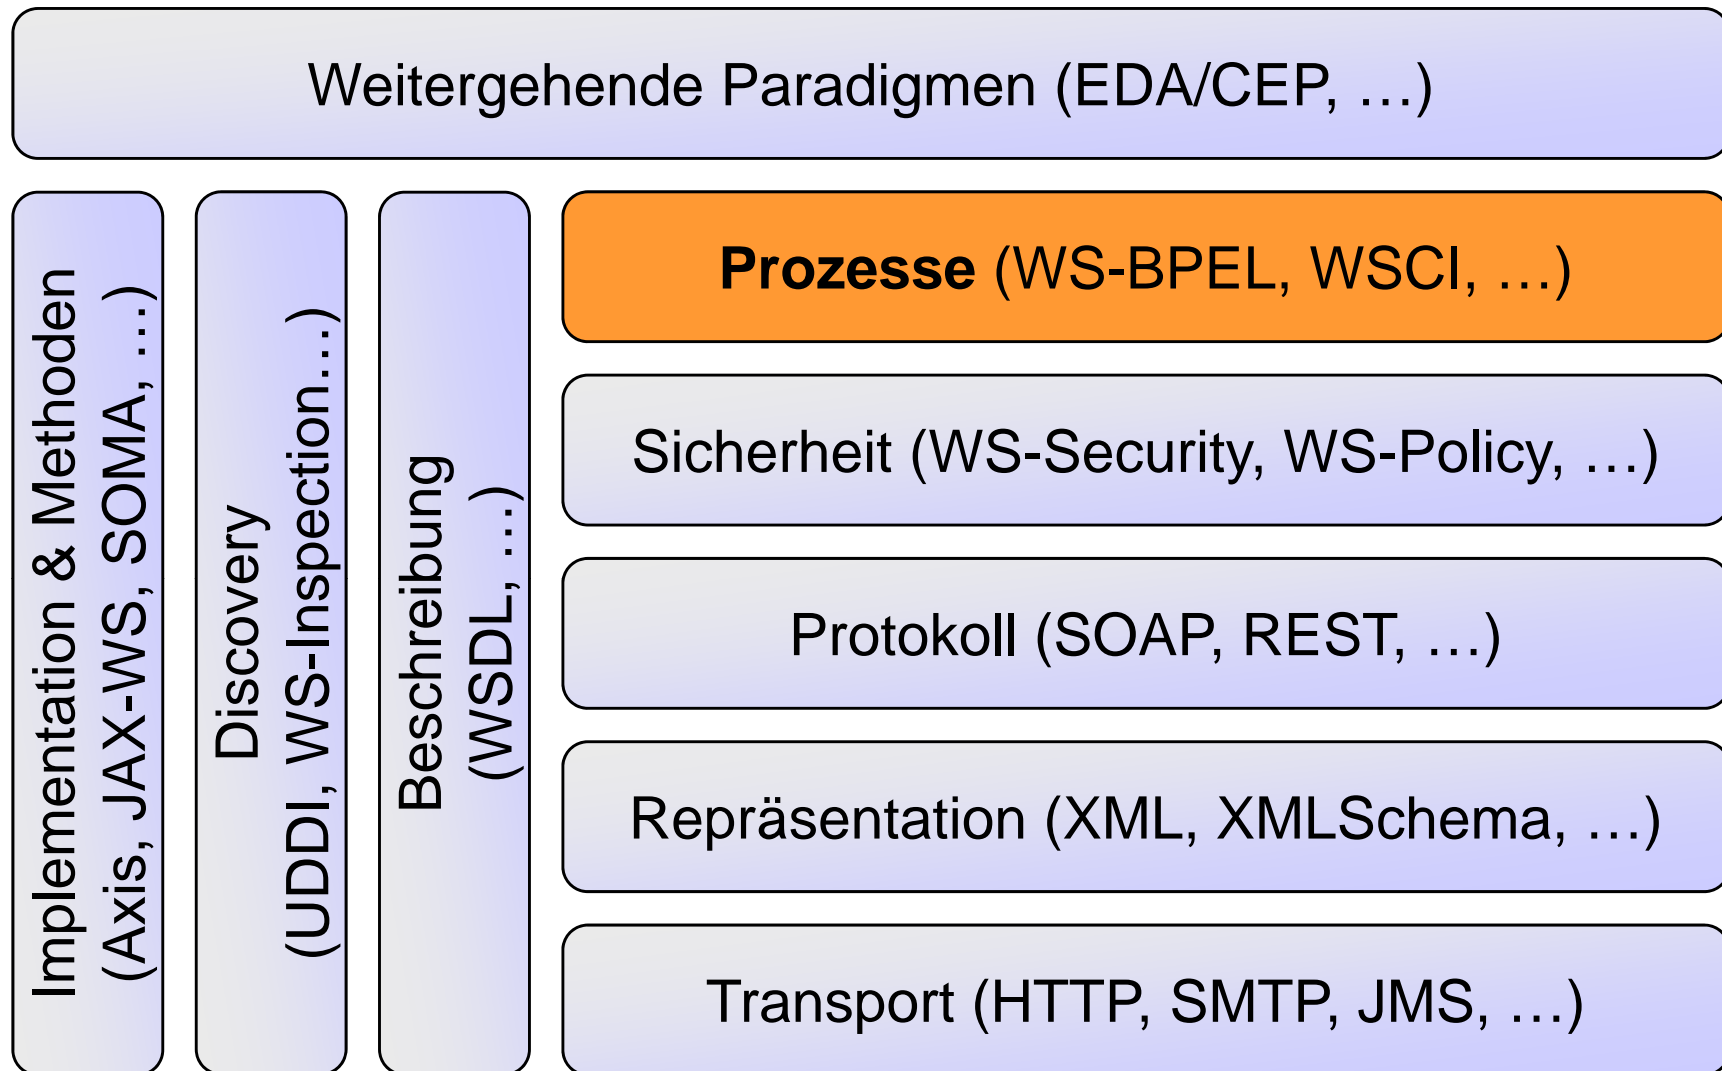 Weitergehende Paradigmen (EDA/CEP, …)
Implementation & Methoden
(Axis, JAX-WS, SOMA, …)
Discovery
(UDDI, WS-Inspection…)
Beschreibung
(WSDL, …)
Prozesse (WS-BPEL, WSCI, …)
Sicherheit (WS-Security, WS-Policy, …)
Protokoll (SOAP, REST, …)
Repräsentation (XML, XMLSchema, …)
Transport (HTTP, SMTP, JMS, …)